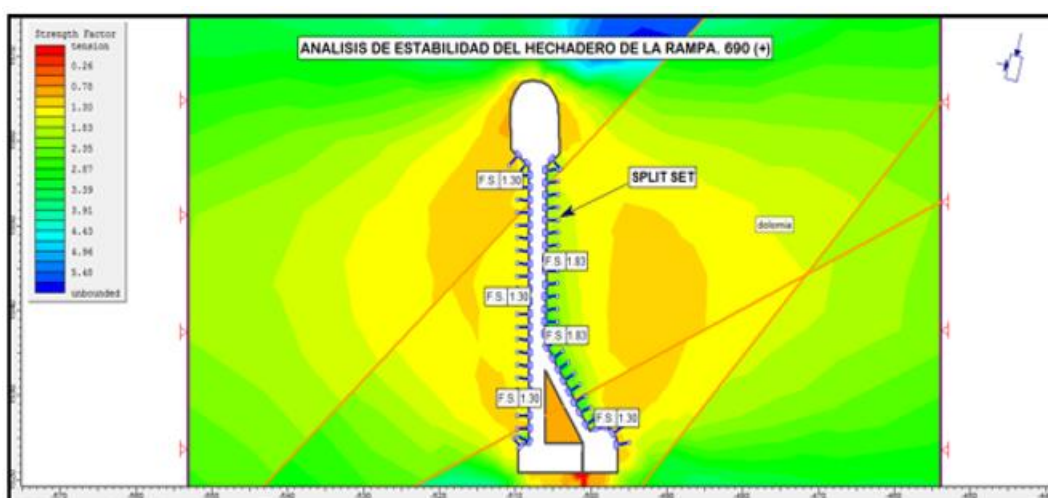 Strength Factor
tension
0.26
0.78
1.30
1.83
2.35
2.87
3.39
3.91
4.43
4.96
5.48
unbounded
ANALISIS DE ESTABILIDAD DEL HECHADERO DE LA RAMPA. 690 (+)
F.S. 1.30
SPLIT SET
dolomia
F.S. 1.83
F.S. 1.30
F.S. 1.83
F.S. 1.30
F.S. 1.30